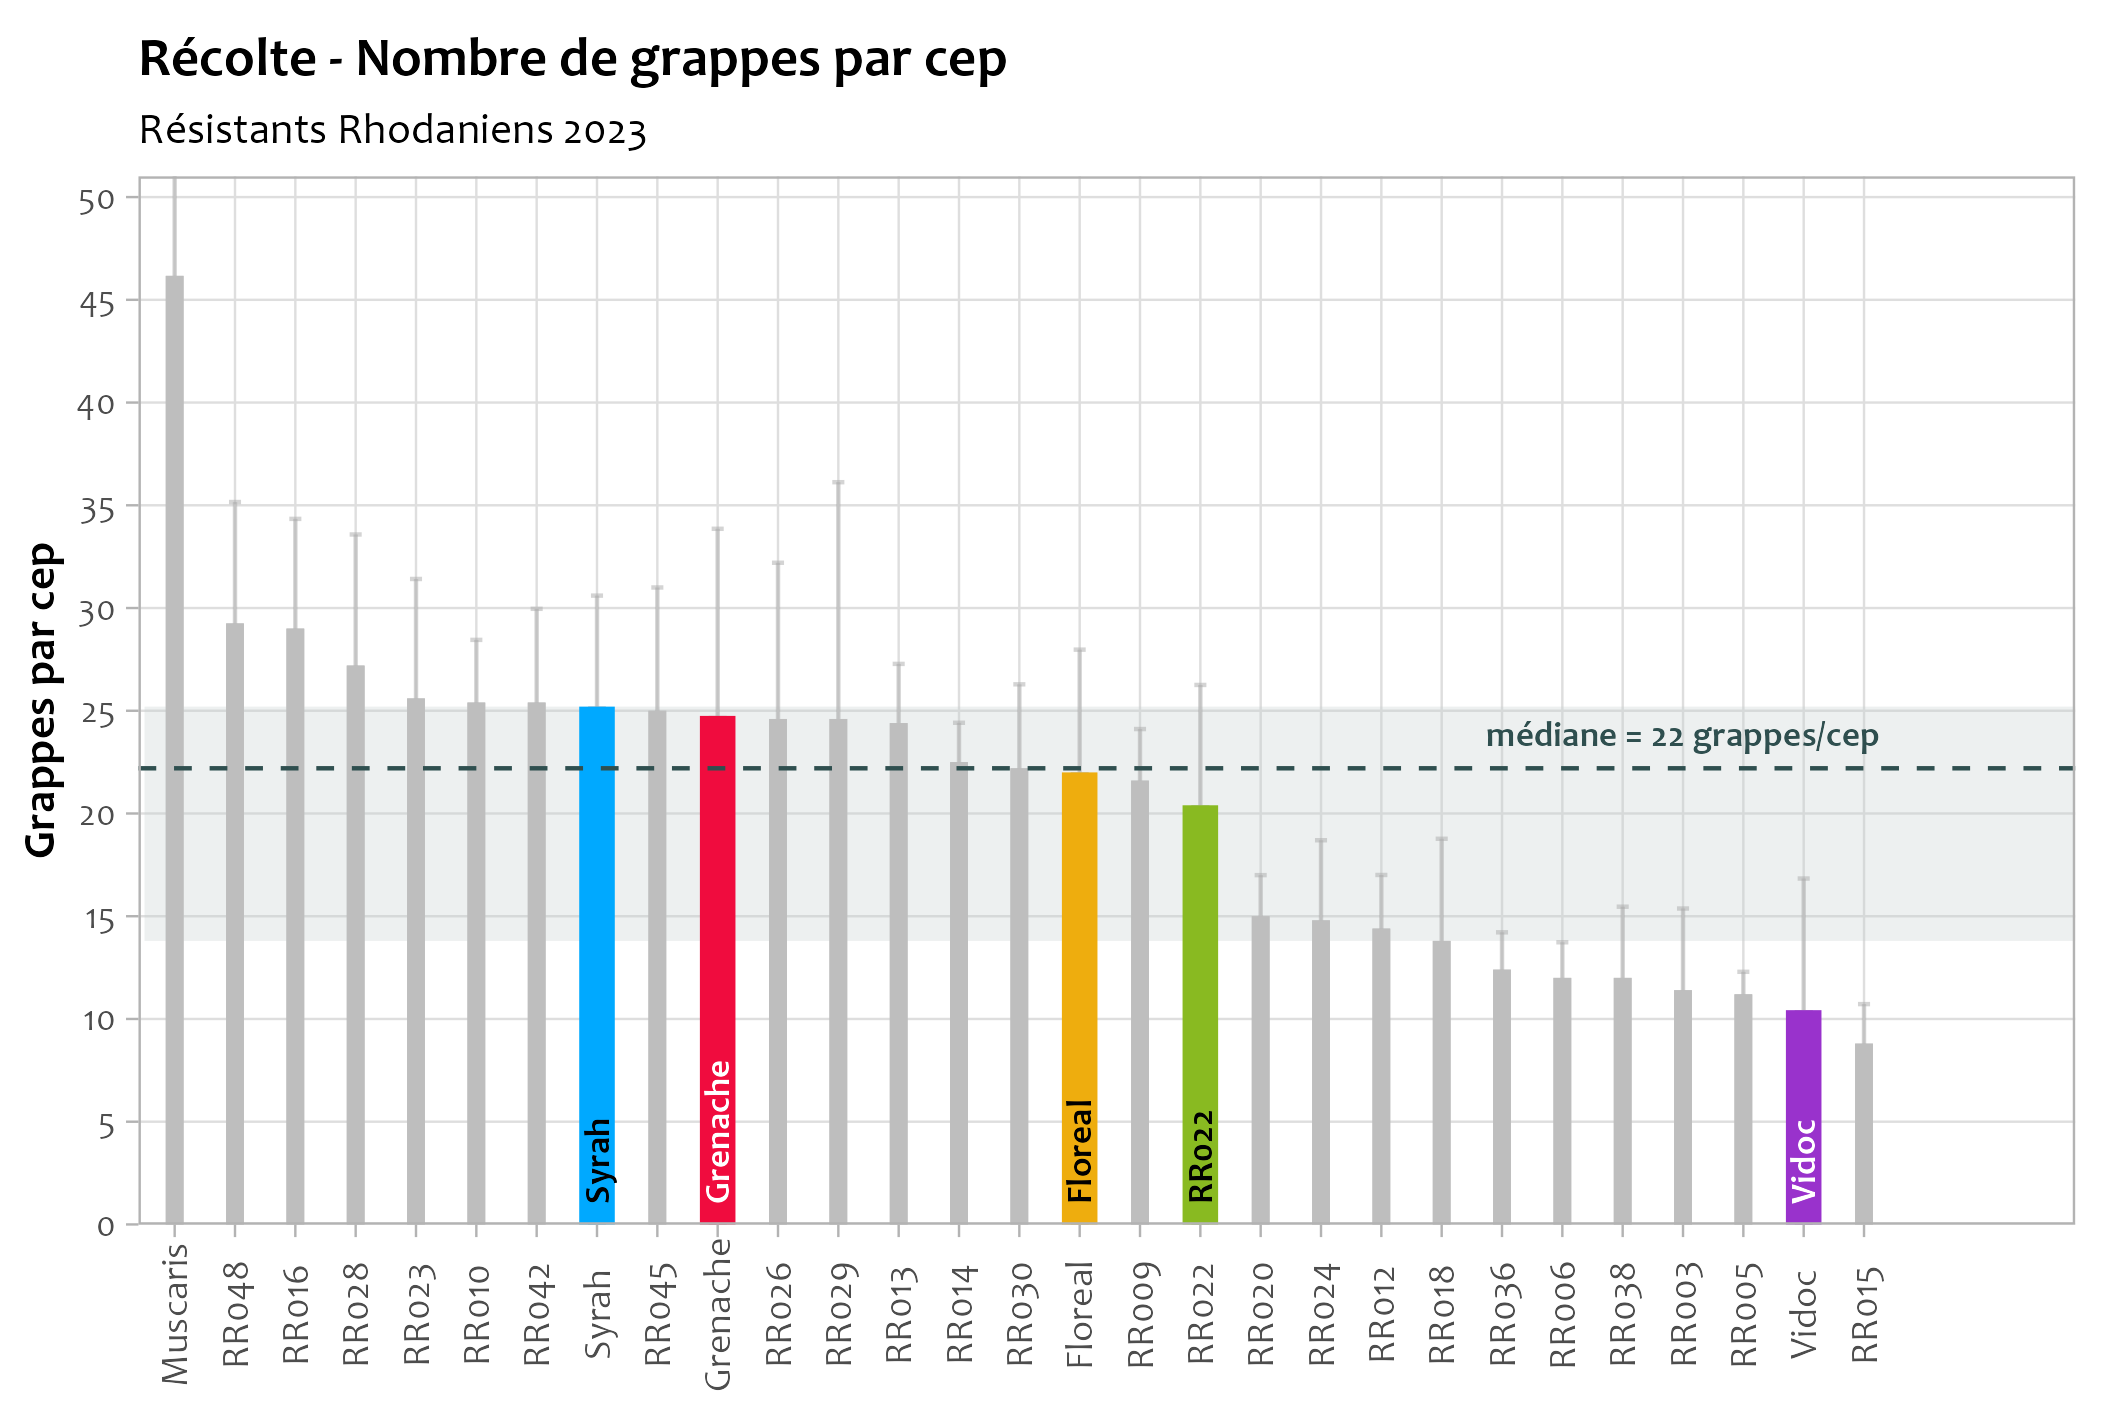 Récolte - Nombre de grappes par cep
Résistants Rhodaniens 2023
Grappes par cep
50
45
40
35
30
25
20
15
10
5
0
médiane = 22 grappes/cep
Syrah
Grenache
Floreal
RR022
Vidoc
Muscaris
RR048
RR016
RR028
RR023
RR010
RR042
Syrah
RR045
Grenache
RR026
RR029
RR013
RR014
RR030
Floreal
RR009
RR022
RR020
RR024
RR012
RR018
RR036
RR006
RR038
RR003
RR005
Vidoc
RR015